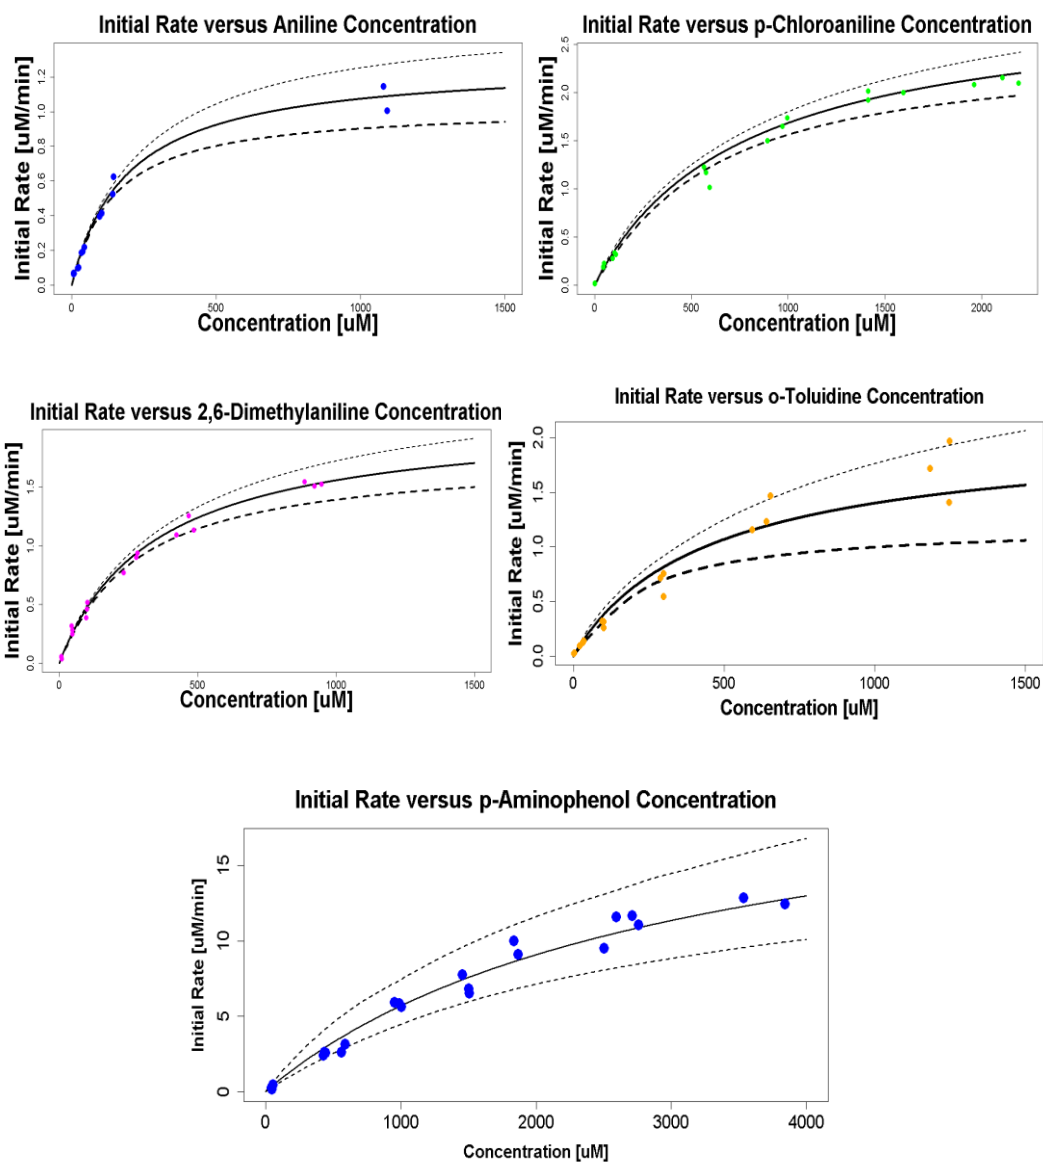 Initial Rate versus Aniline Concentration
Initial Rate [uM/min]
0.0 0.2 0.4 0.6 0.8 1.0 1.2
0 500 1000 1500
Concentration [uM]
Initial Rate versus p-Chloroaniline Concentration
Initial Rate [uM/min]
0.0 0.5 1.0 1.5 2.0 2.5
0 500 1000 1500 2000
Concentration [uM]
Initial Rate versus 2,6-Dimethylaniline Concentration
Initial Rate [uM/min]
0.0 0.5 1.0 1.5
0 500 1000 1500
Concentration [uM]
Initial Rate versus o-Toluidine Concentration
Initial Rate [uM/min]
0.0 0.5 1.0 1.5 2.0
0 500 1000 1500
Concentration [uM]
Initial Rate versus p-Aminophenol Concentration
Initial Rate [uM/min]
0 5 10 15
0 1000 2000 3000 4000
Concentration [uM]